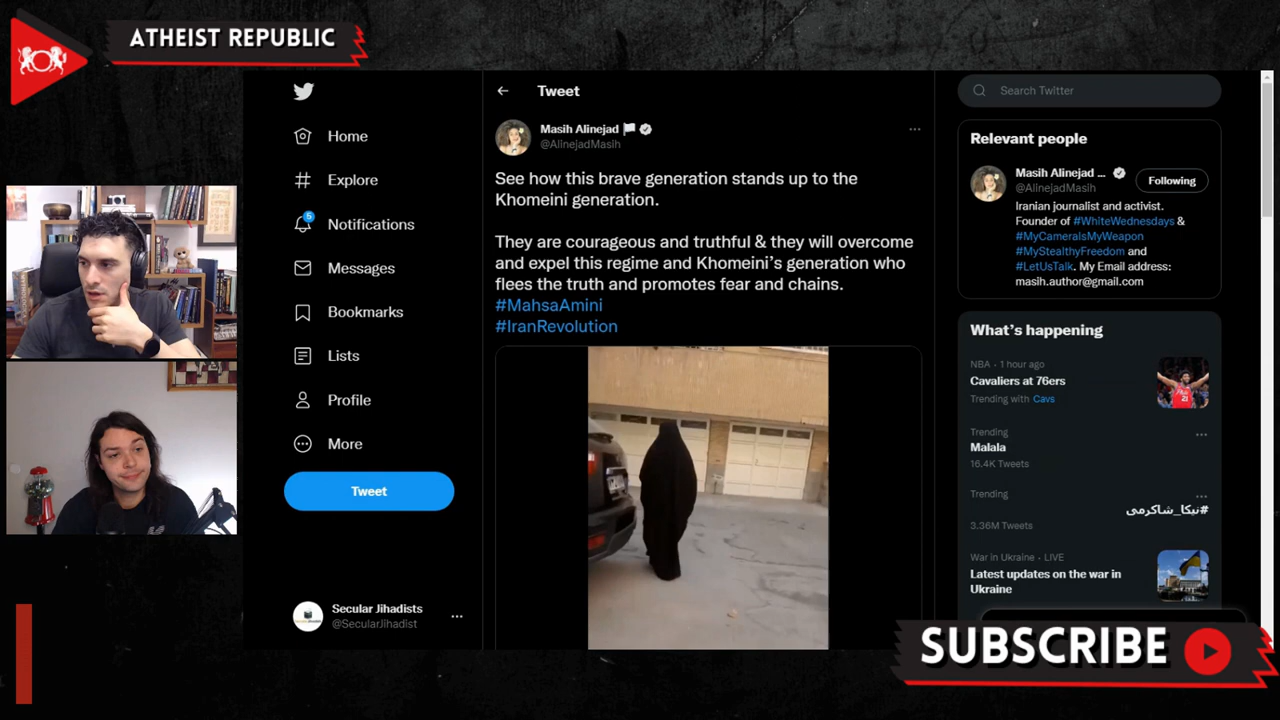 ATHEIST REPUBLIC
Home
Explore
5
Notifications
Messages
Bookmarks
Lists
Profile
More
Tweet
Secular Jihadists
@SecularJihadist
Tweet
Masih Alinejad
@AlinejadMasih
See how this brave generation stands up to the
Khomeini generation.
They are courageous and truthful & they will overcome
and expel this regime and Khomeini’s generation who
flees the truth and promotes fear and chains.
#MahsaAmini
#IranRevolution
Search Twitter
Relevant people
Masih Alinejad ...
@AlinejadMasih
Following
Iranian journalist and activist.
Founder of #WhiteWednesdays &
#MyCameraIsMyWeapon
#MyStealthyFreedom and
#LetUsTalk. My Email address:
masih.author@gmail.com
What’s happening
NBA · 1 hour ago
Cavaliers at 76ers
Trending with Cavs
Trending
Malala
16.4K Tweets
Trending
#نیکا_شاکرمی
3.36M Tweets
War in Ukraine · LIVE
Latest updates on the war in
Ukraine
SUBSCRIBE